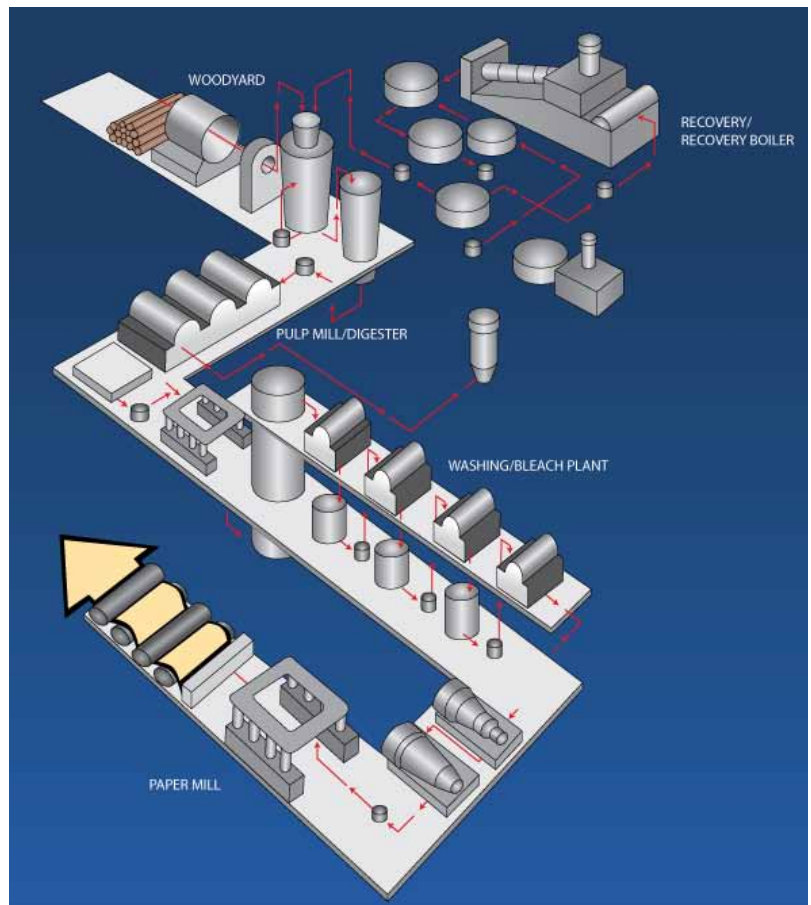 WOODYARD
RECOVERY/
RECOVERY BOILER
PULP MILL/DIGESTER
WASHING/BLEACH PLANT
PAPER MILL